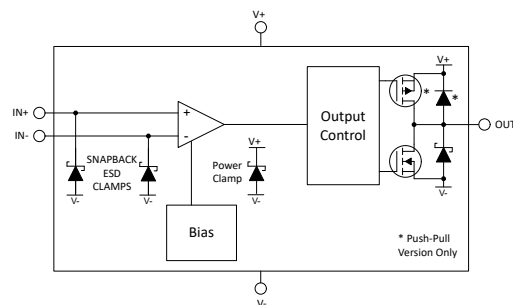 V+
IN+
IN-
+
-
SNAPBACK
ESD
CLAMPS
V-
V-
Bias
V+
Power
Clamp
V-
Output
Control
V+
*
*
OUT
V-
* Push-Pull
Version Only
V-